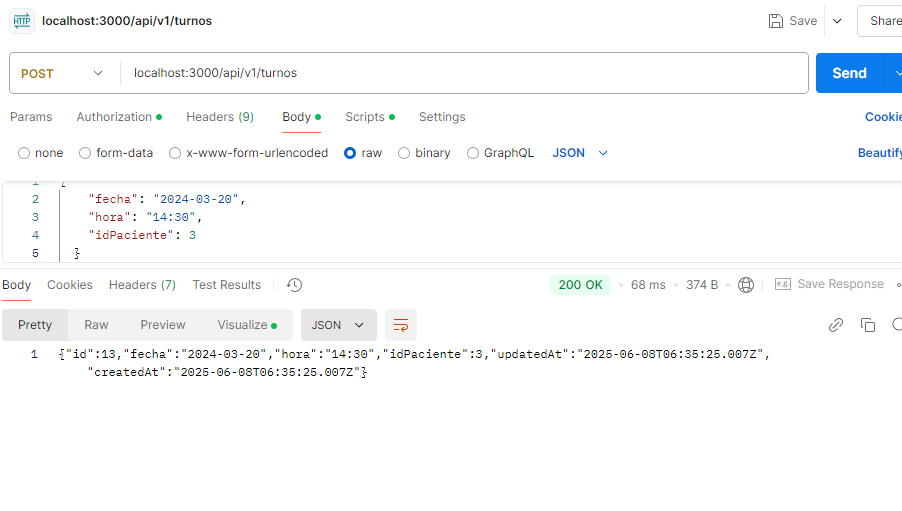 HTTP localhost:3000/api/v1/turnos Save Share
POST localhost:3000/api/v1/turnos Send
Params Authorization Headers (9) Body Scripts Settings Cookie
none form-data x-www-form-urlencoded raw binary GraphQL JSON Beautify
1 {
2 "fecha": "2024-03-20",
3 "hora": "14:30",
4 "idPaciente": 3
5 }
Body Cookies Headers (7) Test Results 200 OK • 68 ms • 374 B • e.g. Save Response
Pretty Raw Preview Visualize JSON
1 {"id":13,"fecha":"2024-03-20","hora":"14:30","idPaciente":3,"updatedAt":"2025-06-08T06:35:25.007Z",
"createdAt":"2025-06-08T06:35:25.007Z"}